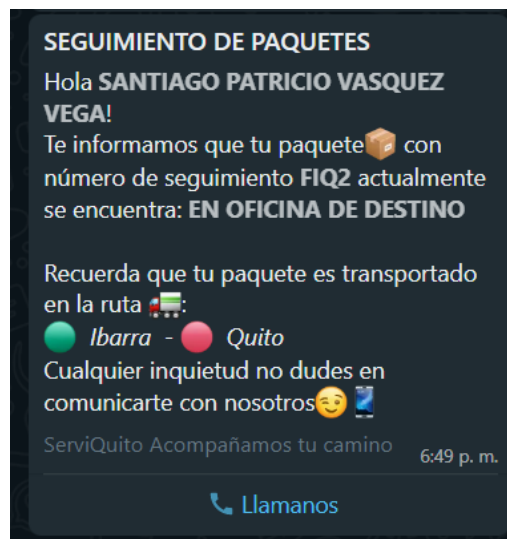 SEGUIMIENTO DE PAQUETES
Hola SANTIAGO PATRICIO VASQUEZ
VEGA!
Te informamos que tu paquete📦 con
número de seguimiento FIQ2 actualmente
se encuentra: EN OFICINA DE DESTINO
Recuerda que tu paquete es transportado
en la ruta 🚛:
🟢 Ibarra - 🔴 Quito
Cualquier inquietud no dudes en
comunicarte con nosotros😉📱
ServiQuito Acompañamos tu camino
6:49 p. m.
Llamanos